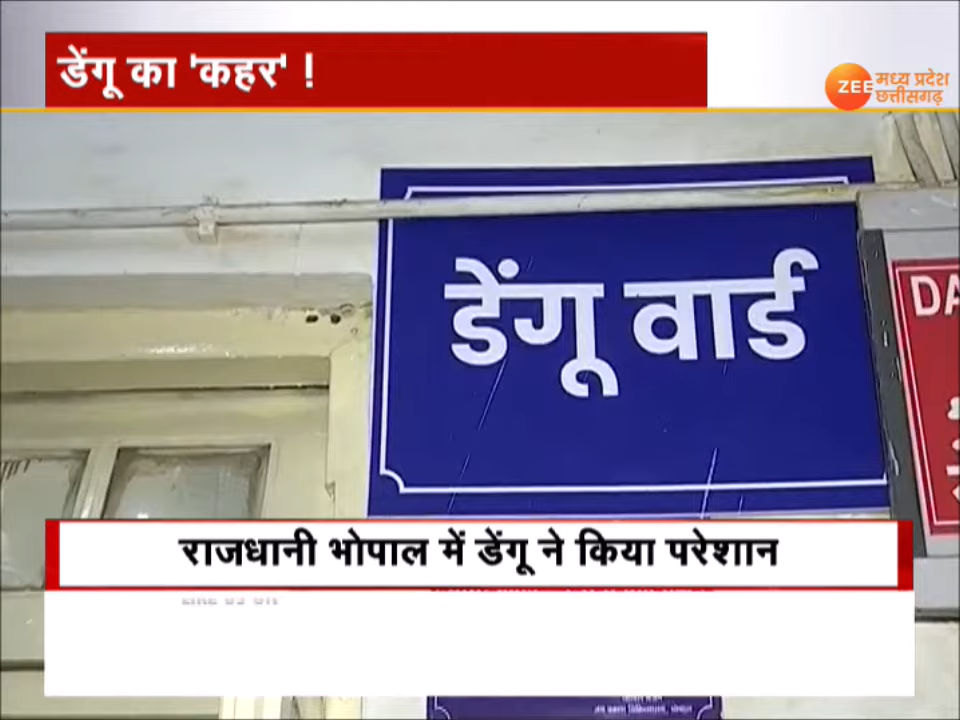 डेंगू का 'कहर' !
ZEE मध्य प्रदेश
छत्तीसगढ़
डेंगू वार्ड
DA
राजधानी भोपाल में डेंगू ने किया परेशान